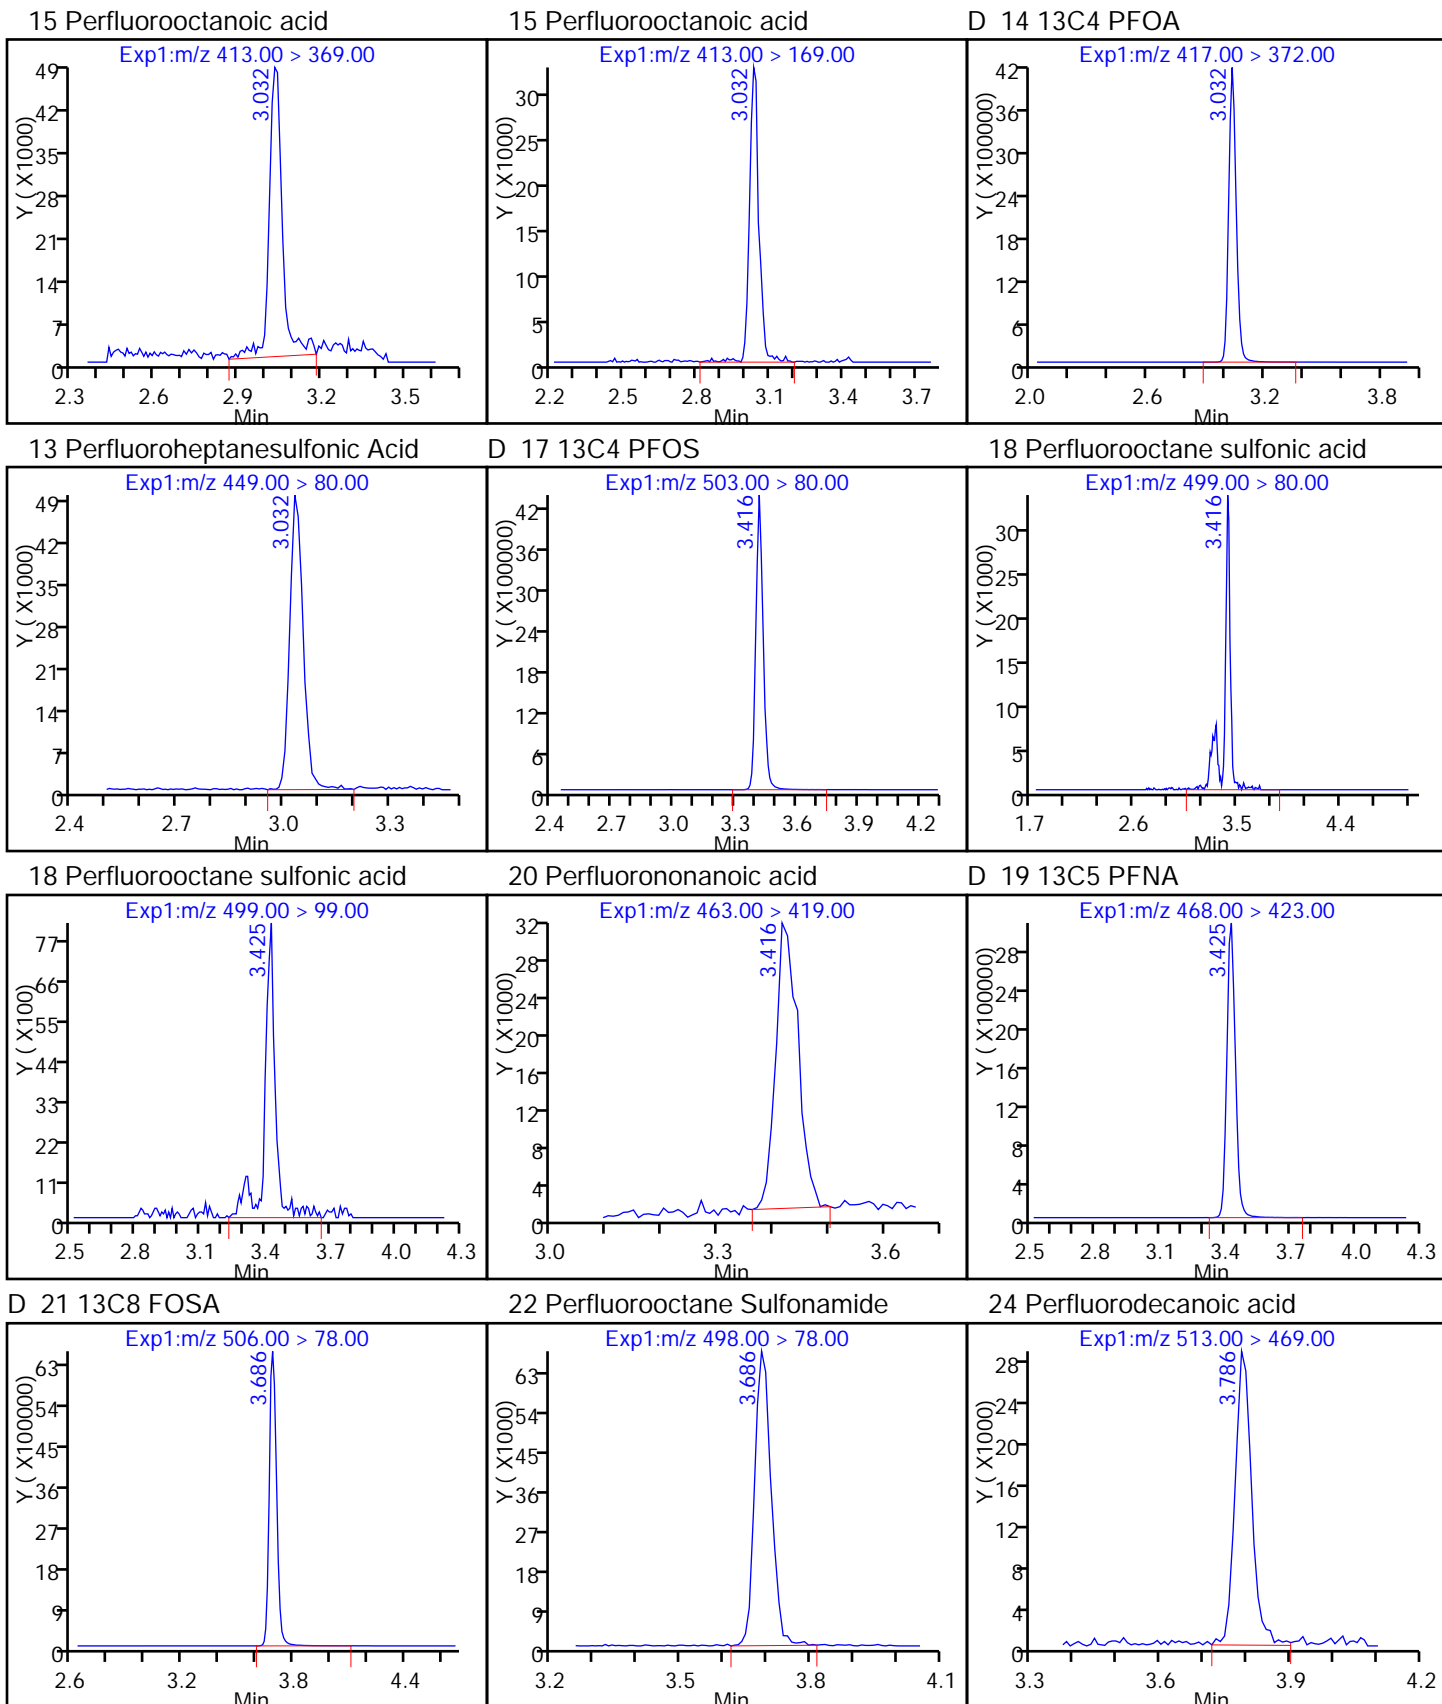 15 Perfluorooctanoic acid
Exp1:m/z 413.00 > 369.00
3.032
Y ( X1000)
49
42
35
28
21
14
7
0
2.3 2.6 2.9 3.2 3.5
Min
15 Perfluorooctanoic acid
Exp1:m/z 413.00 > 169.00
3.032
Y ( X1000)
30
25
20
15
10
5
0
2.2 2.5 2.8 3.1 3.4 3.7
Min
D 14 13C4 PFOA
Exp1:m/z 417.00 > 372.00
3.032
Y ( X100000)
42
36
30
24
18
12
6
0
2.0 2.6 3.2 3.8
Min
13 Perfluoroheptanesulfonic Acid
Exp1:m/z 449.00 > 80.00
3.032
Y ( X1000)
49
42
35
28
21
14
7
0
2.4 2.7 3.0 3.3
Min
D 17 13C4 PFOS
Exp1:m/z 503.00 > 80.00
3.416
Y ( X100000)
42
36
30
24
18
12
6
0
2.4 2.7 3.0 3.3 3.6 3.9 4.2
Min
18 Perfluorooctane sulfonic acid
Exp1:m/z 499.00 > 80.00
3.416
Y ( X1000)
30
25
20
15
10
5
0
1.7 2.6 3.5 4.4
Min
18 Perfluorooctane sulfonic acid
Exp1:m/z 499.00 > 99.00
3.425
Y ( X100)
77
66
55
44
33
22
11
0
2.5 2.8 3.1 3.4 3.7 4.0 4.3
Min
20 Perfluorononanoic acid
Exp1:m/z 463.00 > 419.00
3.416
Y ( X1000)
32
28
24
20
16
12
8
4
0
3.0 3.3 3.6
Min
D 19 13C5 PFNA
Exp1:m/z 468.00 > 423.00
3.425
Y ( X100000)
28
24
20
16
12
8
4
0
2.5 2.8 3.1 3.4 3.7 4.0 4.3
Min
D 21 13C8 FOSA
Exp1:m/z 506.00 > 78.00
3.686
Y ( X100000)
63
54
45
36
27
18
9
0
2.6 3.2 3.8 4.4
Min
22 Perfluorooctane Sulfonamide
Exp1:m/z 498.00 > 78.00
3.686
Y ( X1000)
63
54
45
36
27
18
9
0
3.2 3.5 3.8 4.1
Min
24 Perfluorodecanoic acid
Exp1:m/z 513.00 > 469.00
3.786
Y ( X1000)
28
24
20
16
12
8
4
0
3.3 3.6 3.9 4.2
Min